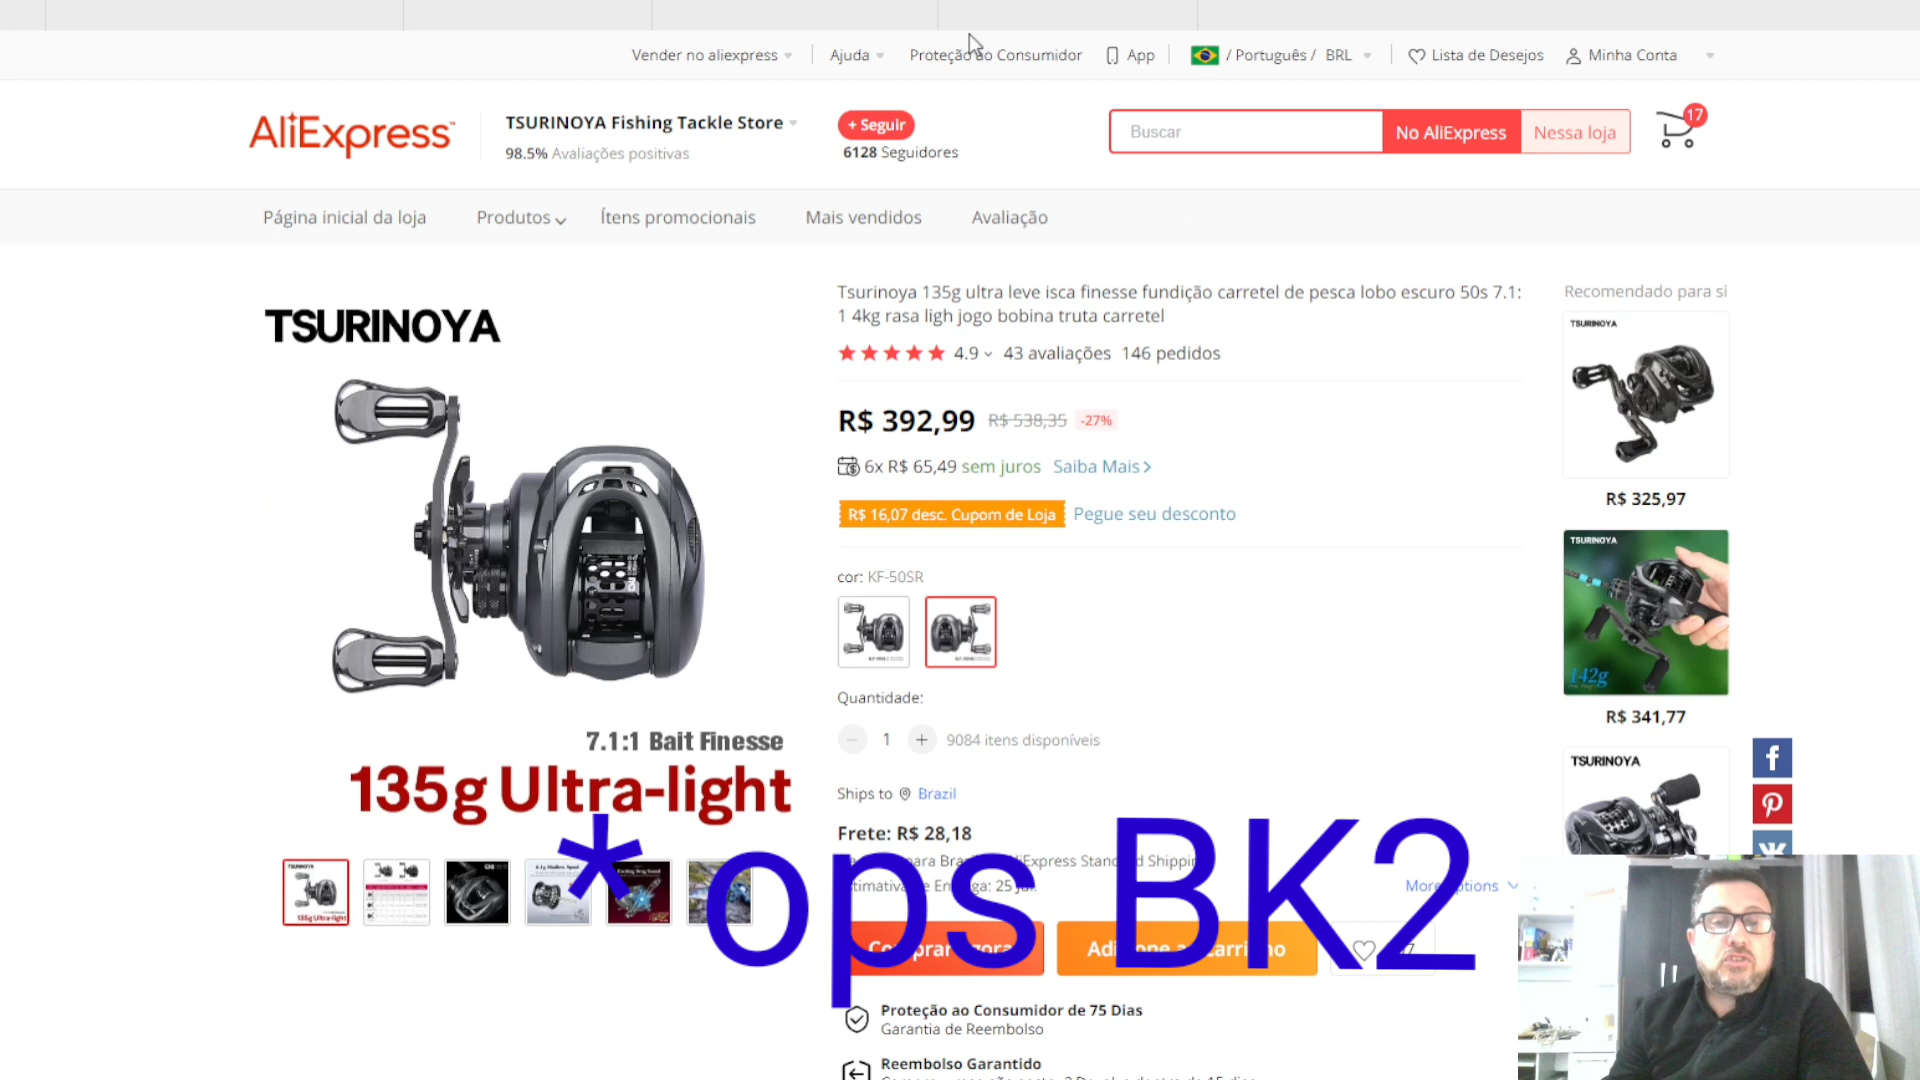 Vender no aliexpress
Ajuda
Proteção ao Consumidor
App
/ Português / BRL
Lista de Desejos
Minha Conta
AliExpress™
TSURINOYA Fishing Tackle Store
98.5% Avaliações positivas
+ Seguir
6128 Seguidores
Buscar
No AliExpress
Nessa loja
17
Página inicial da loja
Produtos
Ítens promocionais
Mais vendidos
Avaliação
TSURINOYA
7.1:1 Bait Finesse
135g Ultra-light
Tsurinoya 135g ultra leve isca finesse fundição carretel de pesca lobo escuro 50s 7.1:
1 4kg rasa ligh jogo bobina truta carretel
4.9 43 avaliações 146 pedidos
R$ 392,99 R$ 538,35 -27%
6x R$ 65,49 sem juros Saiba Mais
R$ 16,07 desc. Cupom de Loja Pegue seu desconto
cor: KF-50SR
Quantidade:
1 + 9084 itens disponíveis
Ships to Brazil
Frete: R$ 28,18
*ops BK2
Proteção ao Consumidor de 75 Dias
Garantia de Reembolso
Reembolso Garantido
Recomendado para si
TSURINOYA
R$ 325,97
TSURINOYA
142g
R$ 341,77
TSURINOYA